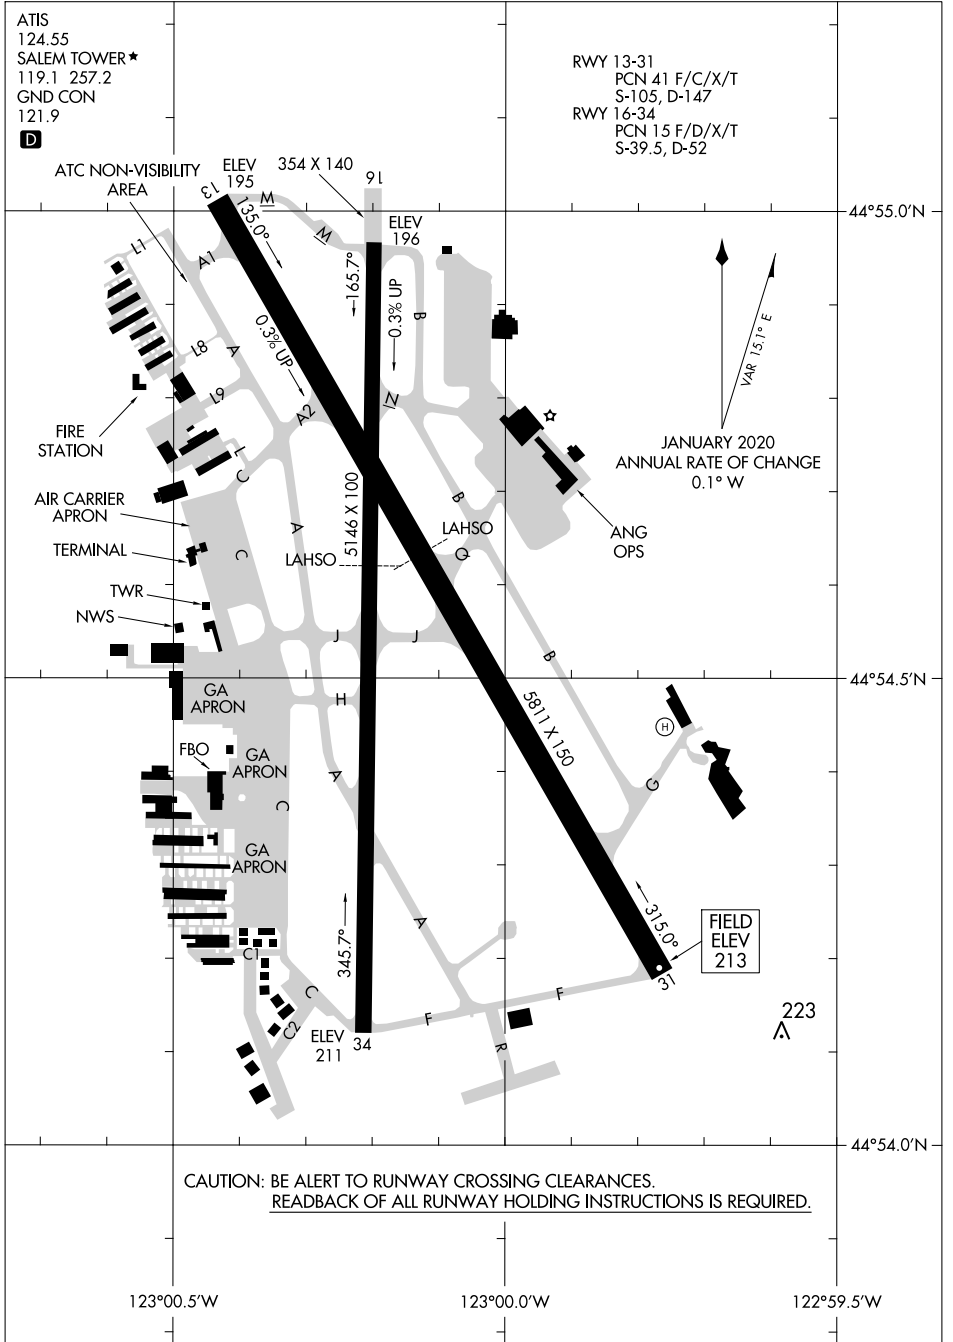 ATIS
124.55
SALEM TOWER★
119.1 257.2
GND CON
121.9
D
RWY 13-31
PCN 41 F/C/X/T
S-105, D-147
RWY 16-34
PCN 15 F/D/X/T
S-39.5, D-52
ATC NON-VISIBILITY
AREA
ELEV
195
354 X 140
13
16
M
135.0°
ELEV
196
44°55.0'N
L1
A1
M
165.7°
0.3% UP
B
VAR 15.1° E
0.3% UP
L8
A
L9
A2
N
FIRE
STATION
JANUARY 2020
ANNUAL RATE OF CHANGE
0.1° W
L
C
AIR CARRIER
APRON
A
5146 X 100
B
LAHSO
ANG
OPS
TERMINAL
C
LAHSO
Q
TWR
NWS
J
J
B
44°54.5'N
GA
APRON
H
5811 X 150
H
FBO
GA
APRON
A
G
C
GA
APRON
A
345.7°
315.0°
FIELD
ELEV
213
C1
31
C
F
F
223
C2
ELEV
211
34
R
44°54.0'N
CAUTION: BE ALERT TO RUNWAY CROSSING CLEARANCES.
READBACK OF ALL RUNWAY HOLDING INSTRUCTIONS IS REQUIRED.
123°00.5'W
123°00.0'W
122°59.5'W